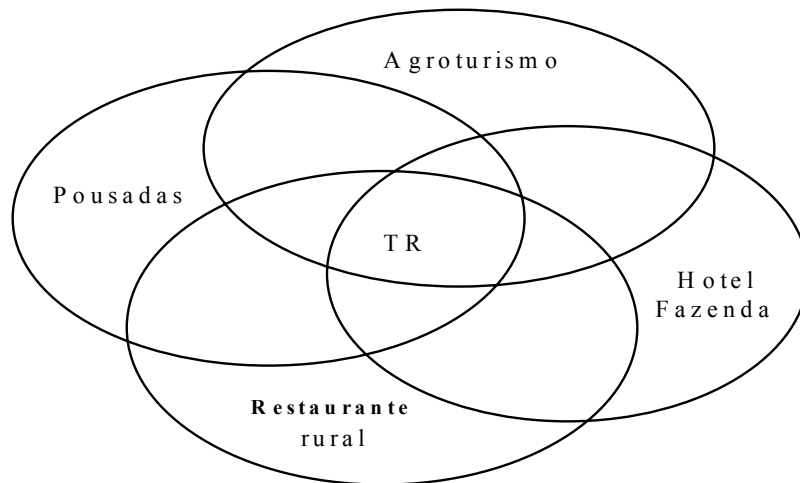 Agroturismo
Pousadas
TR
Hotel
Fazenda
Restaurante
rural